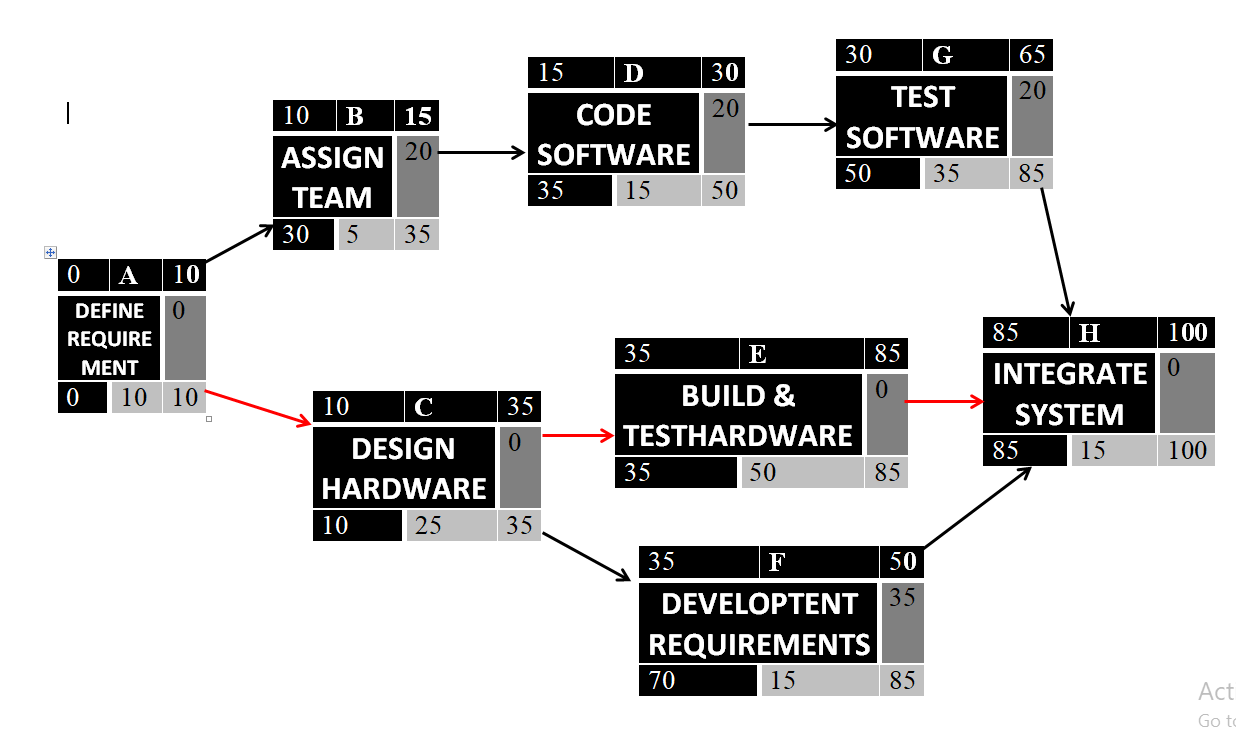 0 A 10
DEFINE
REQUIRE
MENT
0
0 10 10
10 B 15
ASSIGN
TEAM
20
30 5 35
15 D 30
CODE
SOFTWARE
20
35 15 50
30 G 65
TEST
SOFTWARE
20
50 35 85
10 C 35
DESIGN
HARDWARE
0
10 25 35
35 E 85
BUILD &
TESTHARDWARE
0
35 50 85
35 F 50
DEVELOPTENT
REQUIREMENTS
35
70 15 85
85 H 100
INTEGRATE
SYSTEM
0
85 15 100
Act
Go to